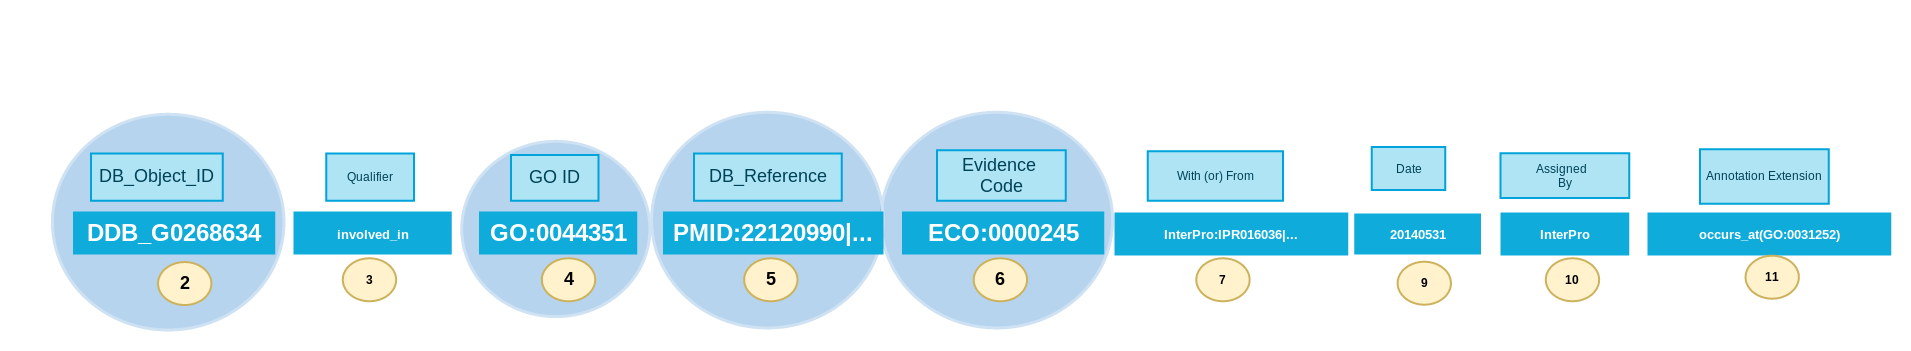 DB_Object_ID
Qualifier
GO ID
DB_Reference
Evidence
Code
With (or) From
Date
Assigned
By
Annotation Extension
DDB_G0268634
involved_in
GO:0044351
PMID:22120990|...
ECO:0000245
InterPro:IPR016036|...
20140531
InterPro
occurs_at(GO:0031252)
2
3
4
5
6
7
9
10
11